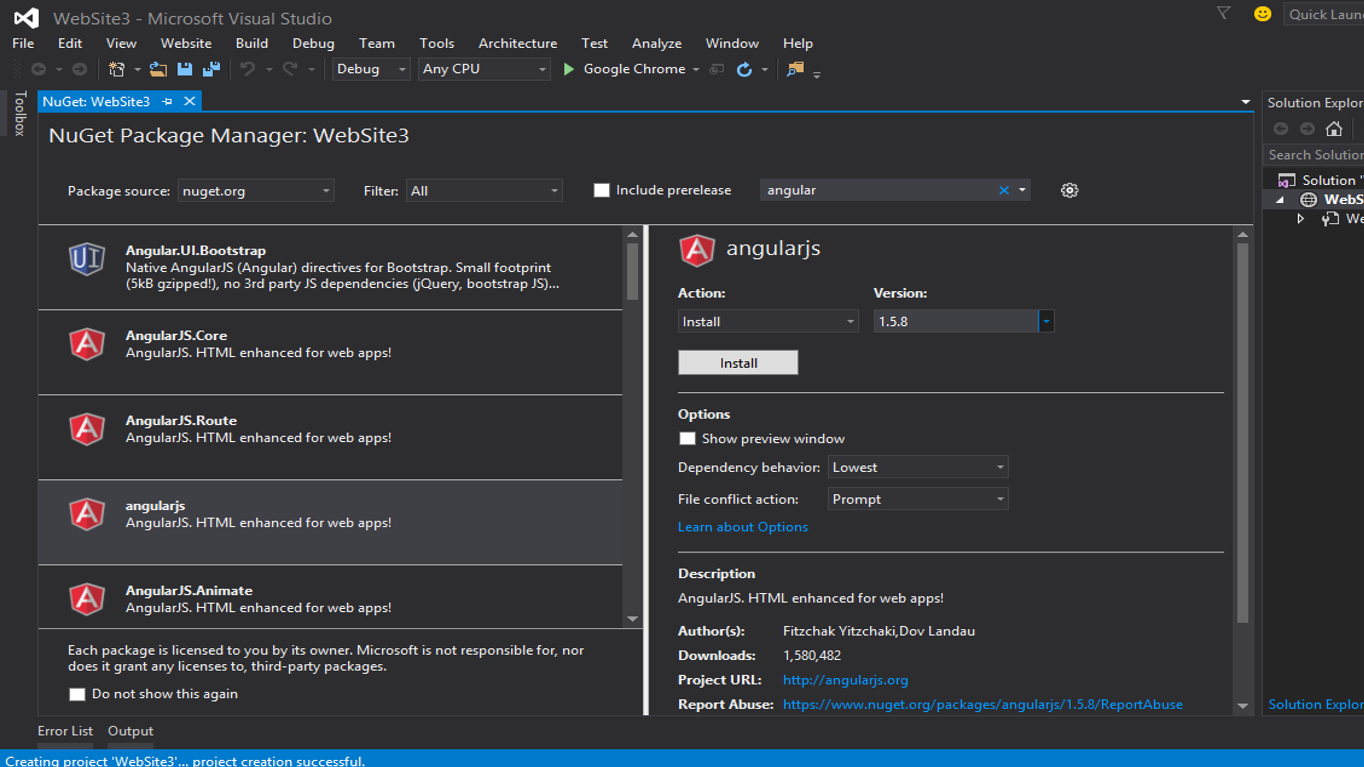 WebSite3 - Microsoft Visual Studio
Quick Laun
File Edit View Website Build Debug Team Tools Architecture Test Analyze Window Help
Debug Any CPU Google Chrome
Toolbox
NuGet: WebSite3
Solution Explor
NuGet Package Manager: WebSite3
Search Solution
Package source: nuget.org Filter: All Include prerelease angular
Solution '
WebS
We
Angular.UI.Bootstrap
Native AngularJS (Angular) directives for Bootstrap. Small footprint
(5kB gzipped!), no 3rd party JS dependencies (jQuery, bootstrap JS)...
AngularJS.Core
AngularJS. HTML enhanced for web apps!
AngularJS.Route
AngularJS. HTML enhanced for web apps!
angularjs
AngularJS. HTML enhanced for web apps!
AngularJS.Animate
AngularJS. HTML enhanced for web apps!
Each package is licensed to you by its owner. Microsoft is not responsible for, nor
does it grant any licenses to, third-party packages.
Do not show this again
angularjs
Action: Version:
Install 1.5.8
Install
Options
Show preview window
Dependency behavior: Lowest
File conflict action: Prompt
Learn about Options
Description
AngularJS. HTML enhanced for web apps!
Author(s): Fitzchak Yitzchaki,Dov Landau
Downloads: 1,580,482
Project URL: http://angularjs.org
Report Abuse: https://www.nuget.org/packages/angularjs/1.5.8/ReportAbuse
Solution Explor
Error List Output
Creating project 'WebSite3'... project creation successful.